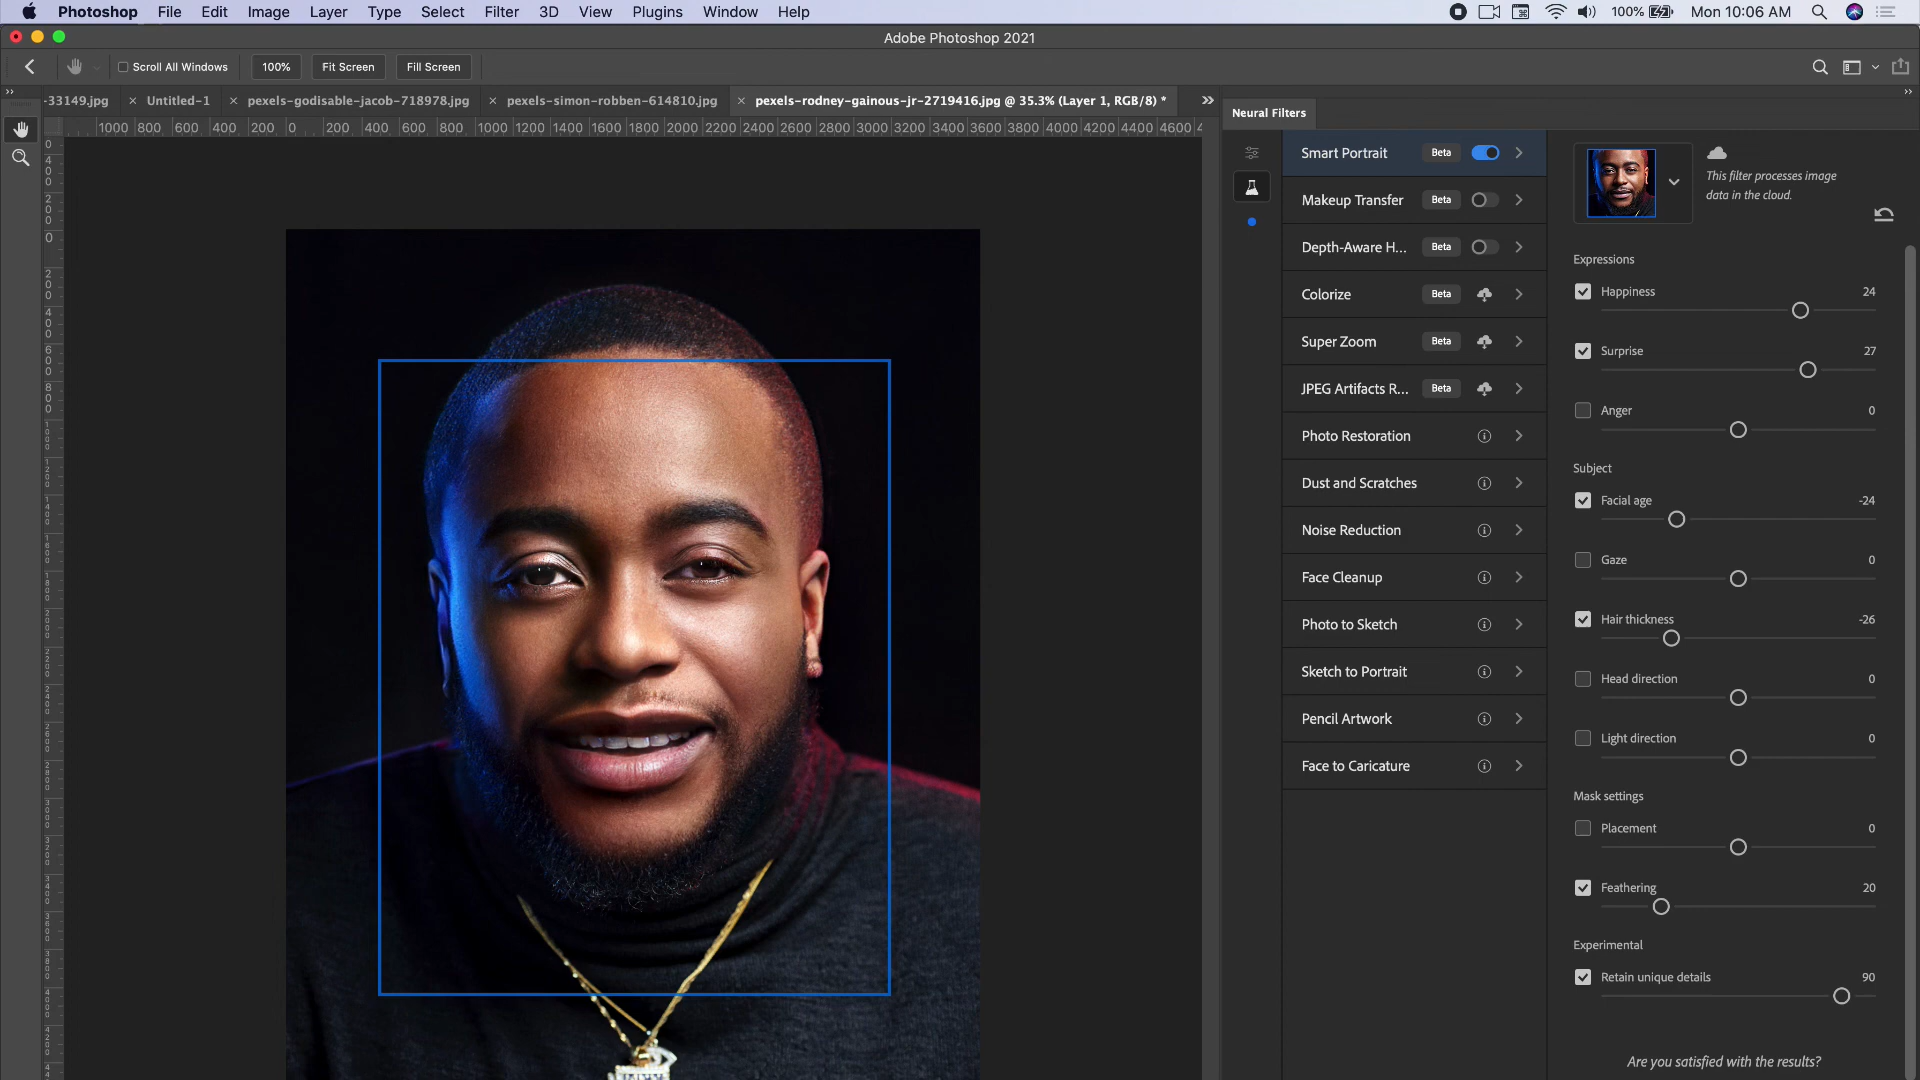 Photoshop File Edit Image Layer Type Select Filter 3D View Plugins Window Help 100% Mon 10:06 AM
Adobe Photoshop 2021
Scroll All Windows 100% Fit Screen Fill Screen
-33149.jpg × Untitled-1 × pexels-godisable-jacob-718978.jpg × pexels-simon-robben-614810.jpg × pexels-rodney-gainous-jr-2719416.jpg @ 35.3% (Layer 1, RGB/8) *
1000 800 600 400 200 0 200 400 600 800 1000 1200 1400 1600 1800 2000 2200 2400 2600 2800 3000 3200 3400 3600 3800 4000 4200 4400 4600
Neural Filters
Smart Portrait Beta
Makeup Transfer Beta
Depth-Aware H... Beta
Colorize Beta
Super Zoom Beta
JPEG Artifacts R... Beta
Photo Restoration
Dust and Scratches
Noise Reduction
Face Cleanup
Photo to Sketch
Sketch to Portrait
Pencil Artwork
Face to Caricature
This filter processes image
data in the cloud.
Expressions
Happiness 24
Surprise 27
Anger 0
Subject
Facial age -24
Gaze 0
Hair thickness -26
Head direction 0
Light direction 0
Mask settings
Placement 0
Feathering 20
Experimental
Retain unique details 90
Are you satisfied with the results?